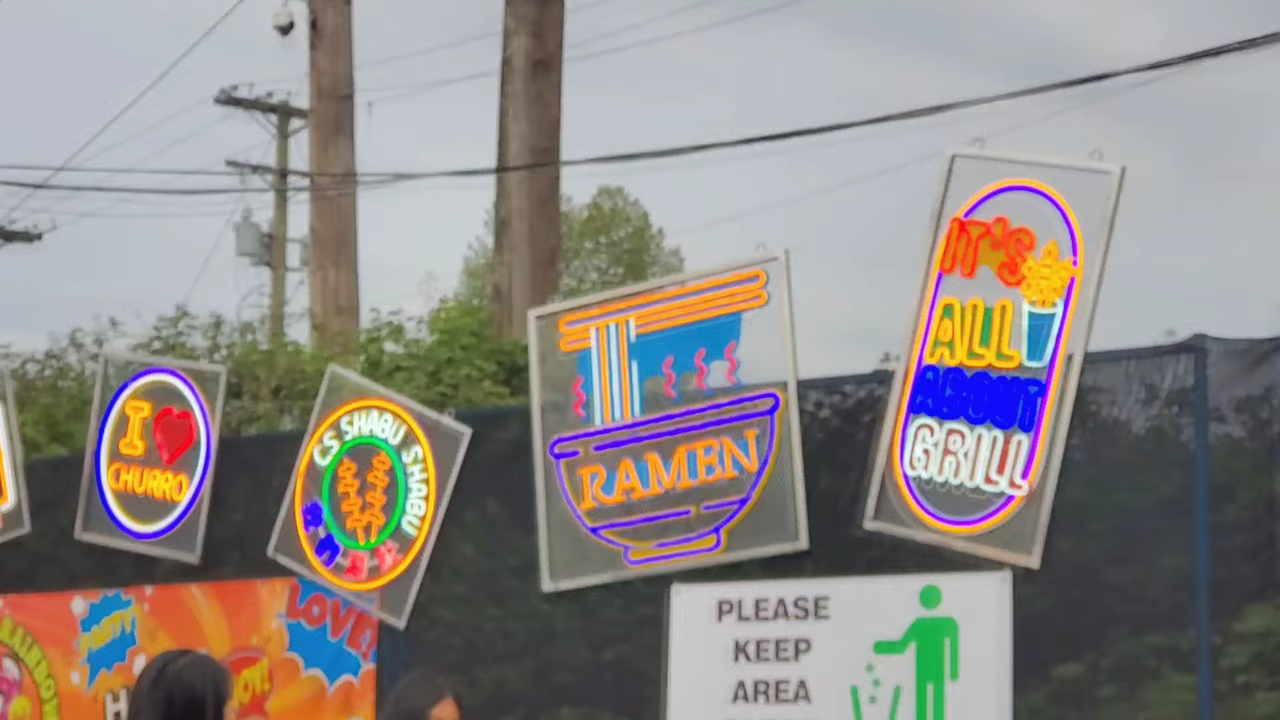 I
CHURRO
CS SHABU SHABU
RAMEN
IT'S
ALL
ABOUT
GRILL
PLEASE
KEEP
AREA
LOVE